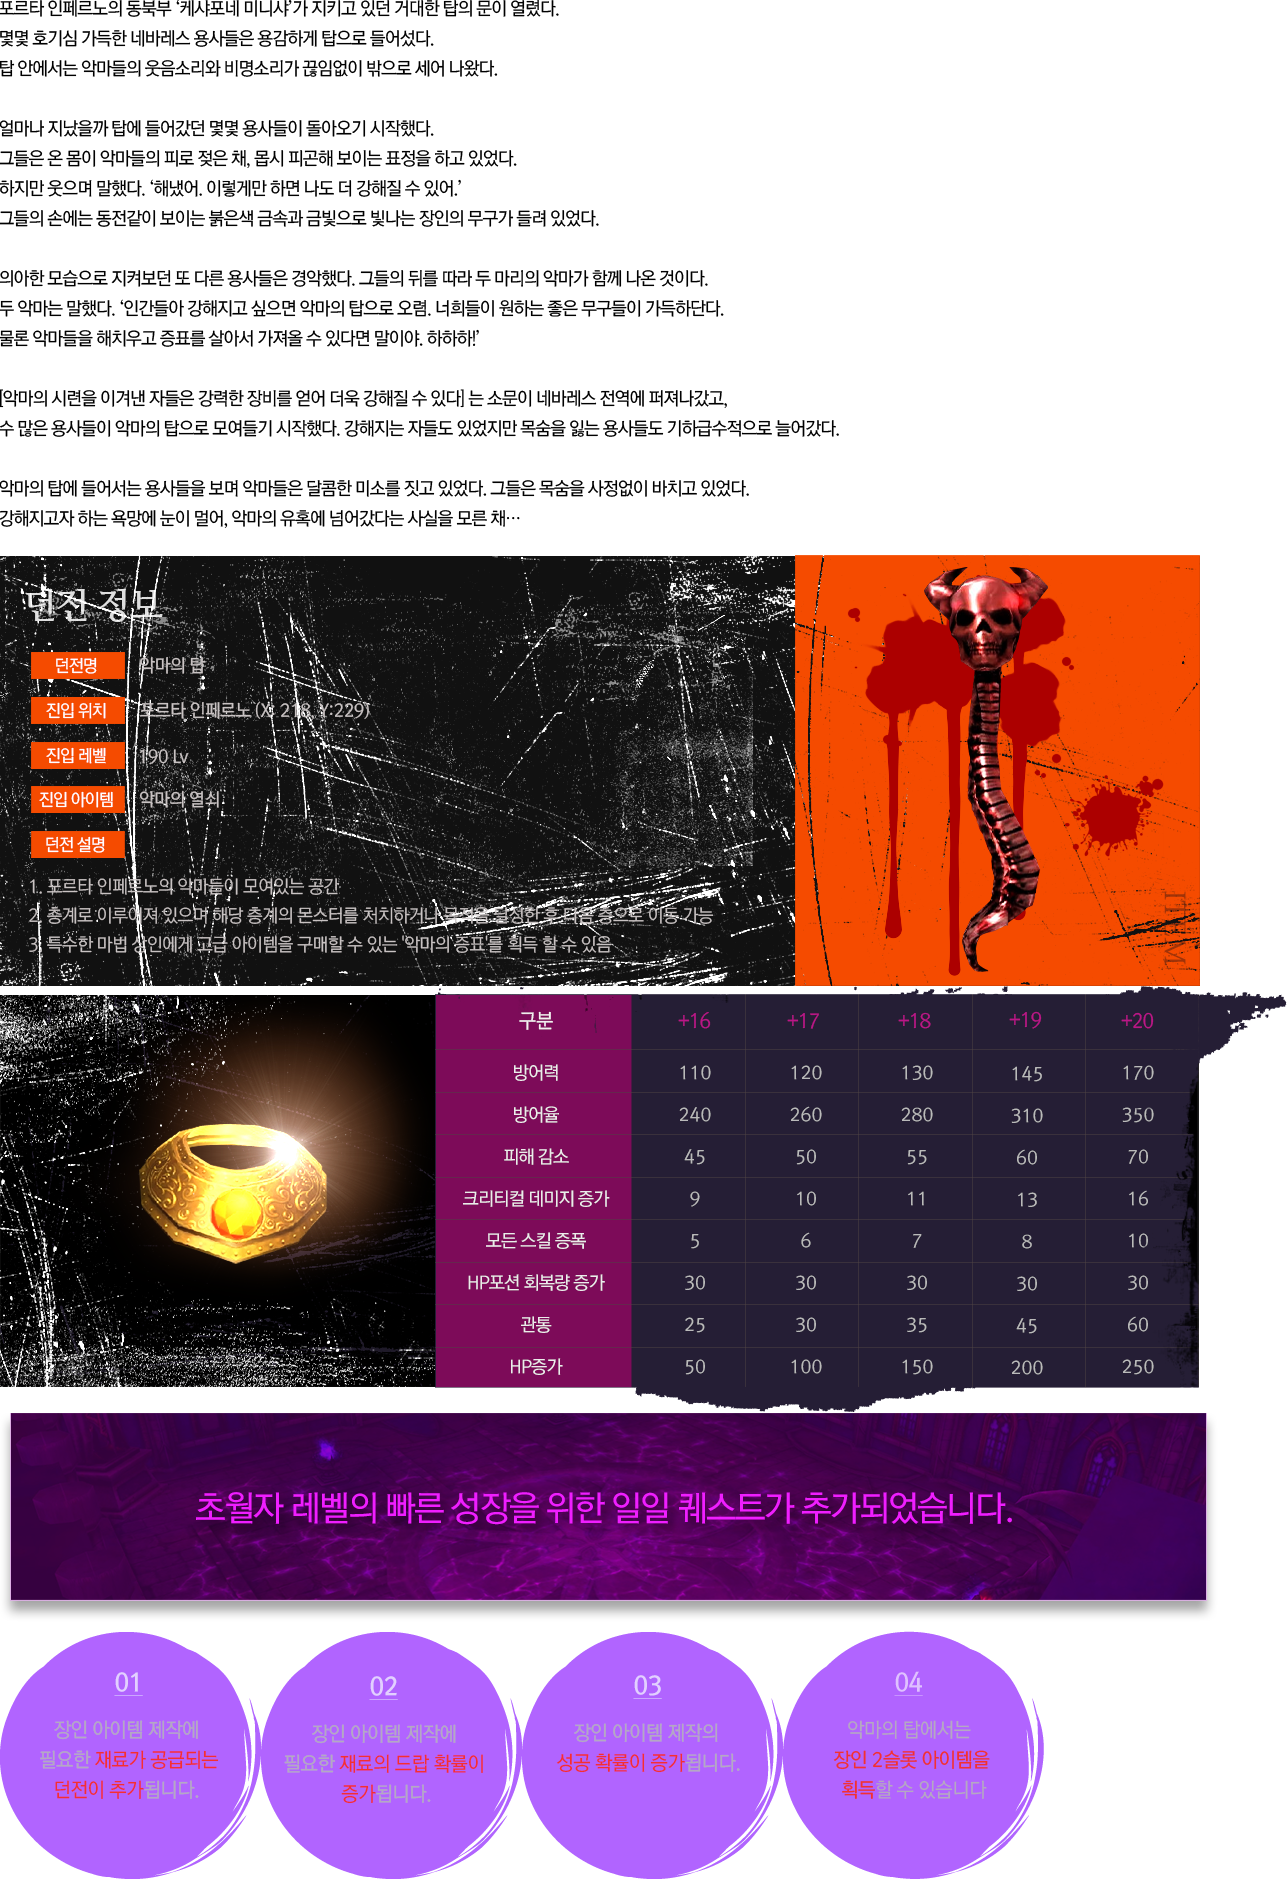 포르타 인페르노의 동북부 ‘케샤포네 미니샤’가 지키고 있던 거대한 탑의 문이 열렸다.
몇몇 호기심 가득한 네바레스 용사들은 용감하게 탑으로 들어섰다.
탑 안에서는 악마들의 웃음소리와 비명소리가 끊임없이 밖으로 세어 나왔다.
얼마나 지났을까 탑에 들어갔던 몇몇 용사들이 돌아오기 시작했다.
그들은 온 몸이 악마들의 피로 젖은 채, 몹시 피곤해 보이는 표정을 하고 있었다.
하지만 웃으며 말했다. ‘해냈어. 이렇게만 하면 나도 더 강해질 수 있어.’
그들의 손에는 동전같이 보이는 붉은색 금속과 금빛으로 빛나는 장인의 무구가 들려 있었다.
의아한 모습으로 지켜보던 또 다른 용사들은 경악했다. 그들의 뒤를 따라 두 마리의 악마가 함께 나온 것이다.
두 악마는 말했다. ‘인간들아 강해지고 싶으면 악마의 탑으로 오렴. 너희들이 원하는 좋은 무구들이 가득하단다.
물론 악마들을 해치우고 증표를 살아서 가져올 수 있다면 말이야. 하하하!’
[악마의 시련을 이겨낸 자들은 강력한 장비를 얻어 더욱 강해질 수 있다] 는 소문이 네바레스 전역에 퍼져나갔고,
수 많은 용사들이 악마의 탑으로 모여들기 시작했다. 강해지는 자들도 있었지만 목숨을 잃는 용사들도 기하급수적으로 늘어갔다.
악마의 탑에 들어서는 용사들을 보며 악마들은 달콤한 미소를 짓고 있었다. 그들은 목숨을 사정없이 바치고 있었다.
강해지고자 하는 욕망에 눈이 멀어, 악마의 유혹에 넘어갔다는 사실을 모른 채…
던전 정보
던전명 악마의 탑
진입 위치 포르타 인페르노 (X: 218, Y:229)
진입 레벨 190 Lv
진입 아이템 악마의 열쇠
던전 설명
1. 포르타 인페르노의 악마들이 모여있는 공간
2. 층계로 이루어져 있으며 해당 층계의 몬스터를 처치하거나 목적을 달성한 후 다음 층으로 이동 가능
3. 특수한 마법 상인에게 고급 아이템을 구매할 수 있는 '악마의 증표'를 획득 할 수 있음
ITEM
구분 +16 +17 +18 +19 +20
방어력 110 120 130 145 170
방어율 240 260 280 310 350
피해 감소 45 50 55 60 70
크리티컬 데미지 증가 9 10 11 13 16
모든 스킬 증폭 5 6 7 8 10
HP포션 회복량 증가 30 30 30 30 30
관통 25 30 35 45 60
HP증가 50 100 150 200 250
초월자 레벨의 빠른 성장을 위한 일일 퀘스트가 추가되었습니다.
01
장인 아이템 제작에
필요한 재료가 공급되는
던전이 추가됩니다.
02
장인 아이템 제작에
필요한 재료의 드랍 확률이
증가됩니다.
03
장인 아이템 제작의
성공 확률이 증가됩니다.
04
악마의 탑에서는
장인 2슬롯 아이템을
획득할 수 있습니다